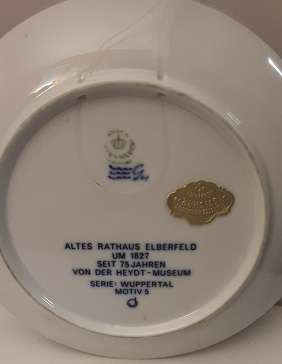 ALTES RATHAUS ELBERFELD
UM 1827
SEIT 75 JAHREN
VON DER HEYDT-MUSEUM
SERIE: WUPPERTAL
MOTIV 5